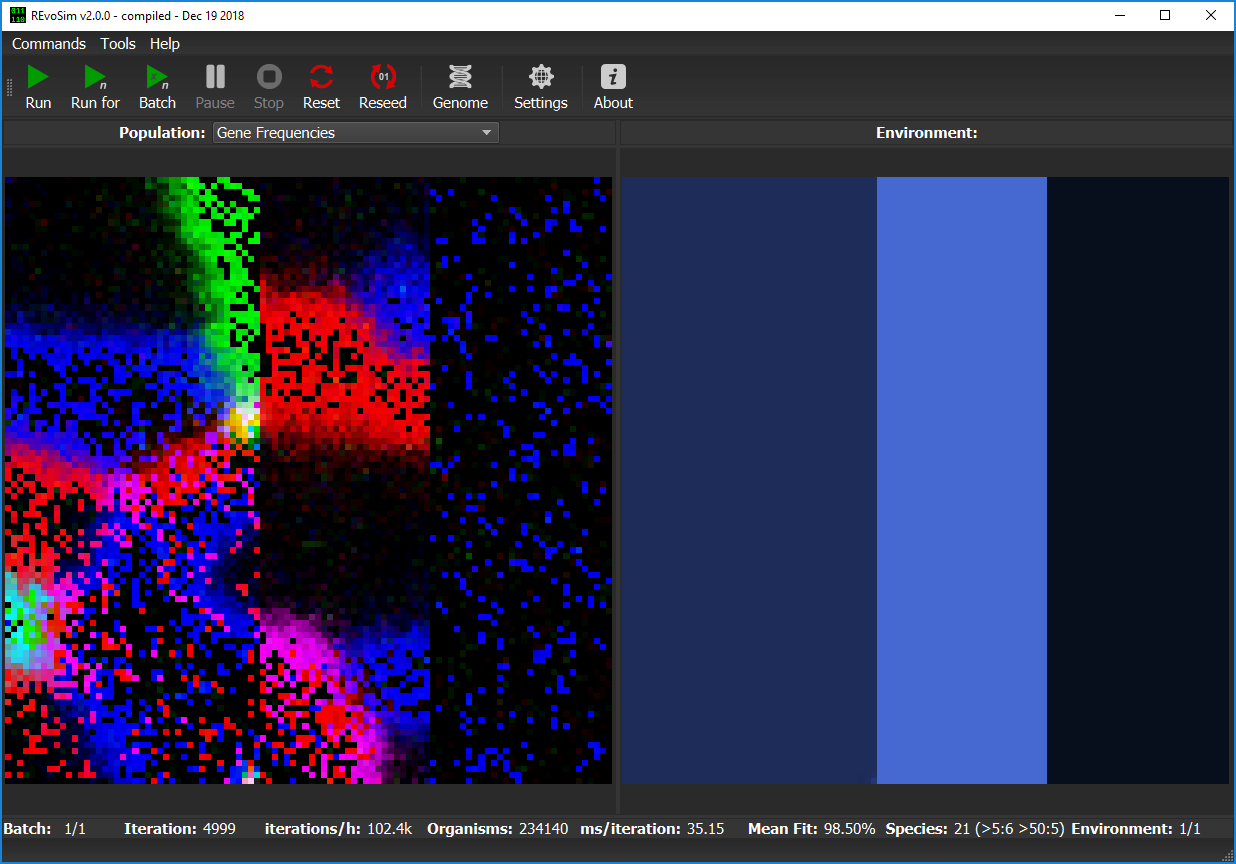 REvoSim v2.0.0 - compiled - Dec 19 2018
Commands Tools Help
01
Run Run for Batch Pause Stop Reset Reseed Genome Settings About
Population: Gene Frequencies Environment:
Batch: 1/1 Iteration: 4999 iterations/h: 102.4k Organisms: 234140 ms/iteration: 35.15 Mean Fit: 98.50% Species: 21 (>5:6 >50:5) Environment: 1/1